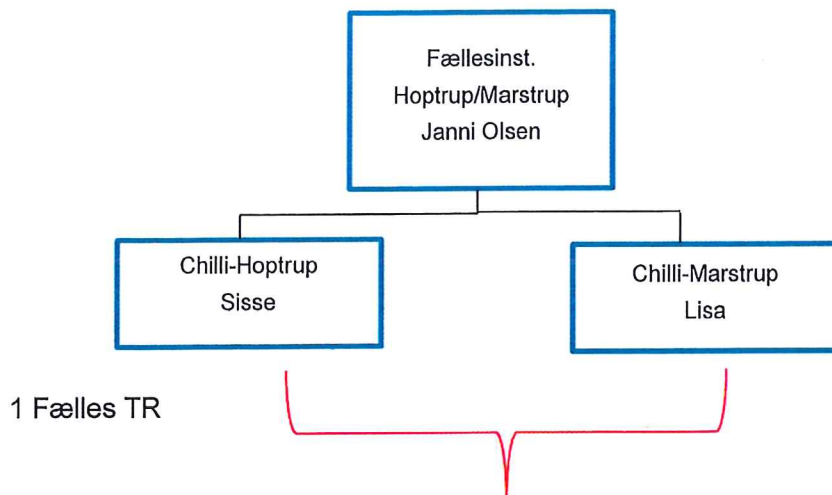 Fællesinst.
Hoptrup/Marstrup
Janni Olsen
Chilli-Hoptrup
Sisse
Chilli-Marstrup
Lisa
1 Fælles TR